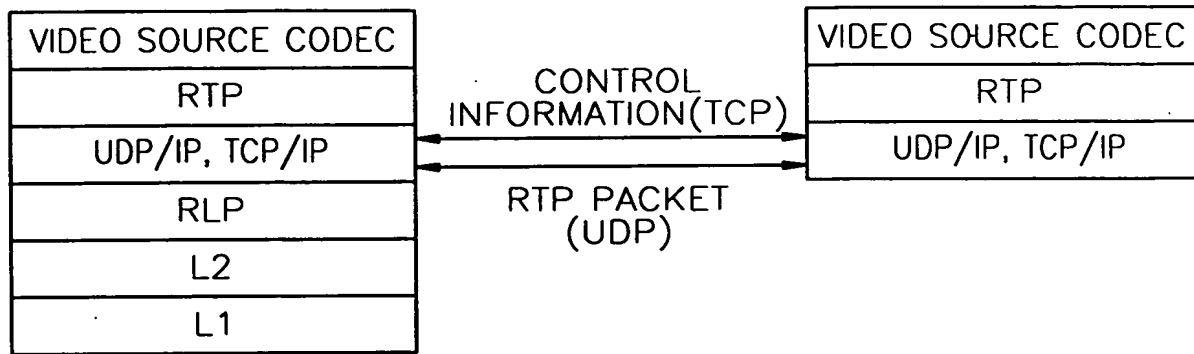 VIDEO SOURCE CODEC
RTP
UDP/IP, TCP/IP
RLP
L2
L1
CONTROL
INFORMATION(TCP)
RTP PACKET
(UDP)
VIDEO SOURCE CODEC
RTP
UDP/IP, TCP/IP